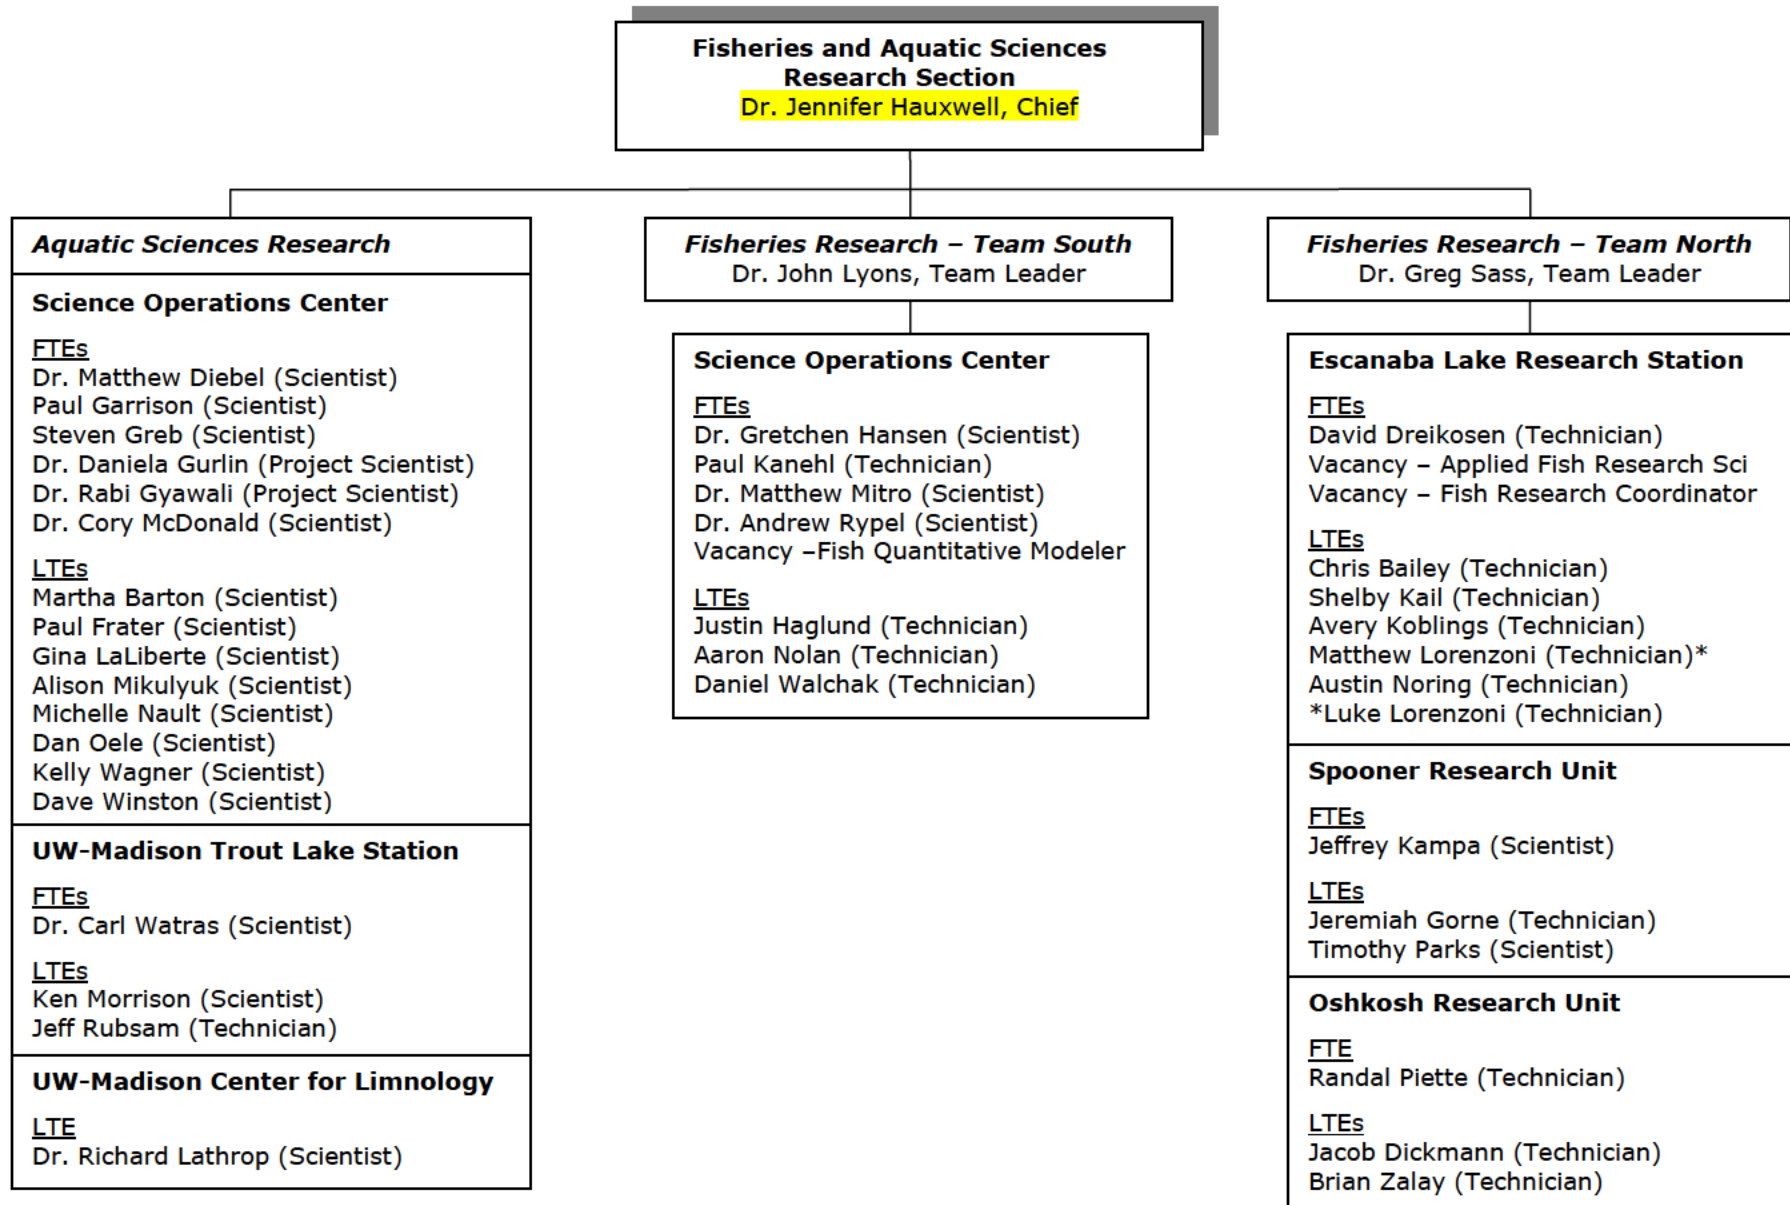 Fisheries and Aquatic Sciences
Research Section
Dr. Jennifer Hauxwell, Chief
Aquatic Sciences Research
Science Operations Center
FTEs
Dr. Matthew Diebel (Scientist)
Paul Garrison (Scientist)
Steven Greb (Scientist)
Dr. Daniela Gurlin (Project Scientist)
Dr. Rabi Gyawali (Project Scientist)
Dr. Cory McDonald (Scientist)
LTEs
Martha Barton (Scientist)
Paul Frater (Scientist)
Gina LaLiberte (Scientist)
Alison Mikulyuk (Scientist)
Michelle Nault (Scientist)
Dan Oele (Scientist)
Kelly Wagner (Scientist)
Dave Winston (Scientist)
UW-Madison Trout Lake Station
FTEs
Dr. Carl Watras (Scientist)
LTEs
Ken Morrison (Scientist)
Jeff Rubsam (Technician)
UW-Madison Center for Limnology
LTE
Dr. Richard Lathrop (Scientist)
Fisheries Research – Team South
Dr. John Lyons, Team Leader
Science Operations Center
FTEs
Dr. Gretchen Hansen (Scientist)
Paul Kanehl (Technician)
Dr. Matthew Mitro (Scientist)
Dr. Andrew Rypel (Scientist)
Vacancy –Fish Quantitative Modeler
LTEs
Justin Haglund (Technician)
Aaron Nolan (Technician)
Daniel Walchak (Technician)
Fisheries Research – Team North
Dr. Greg Sass, Team Leader
Escanaba Lake Research Station
FTEs
David Dreikosen (Technician)
Vacancy – Applied Fish Research Sci
Vacancy – Fish Research Coordinator
LTEs
Chris Bailey (Technician)
Shelby Kail (Technician)
Avery Koblings (Technician)
Matthew Lorenzoni (Technician)*
Austin Noring (Technician)
*Luke Lorenzoni (Technician)
Spooner Research Unit
FTEs
Jeffrey Kampa (Scientist)
LTEs
Jeremiah Gorne (Technician)
Timothy Parks (Scientist)
Oshkosh Research Unit
FTE
Randal Piette (Technician)
LTEs
Jacob Dickmann (Technician)
Brian Zalay (Technician)